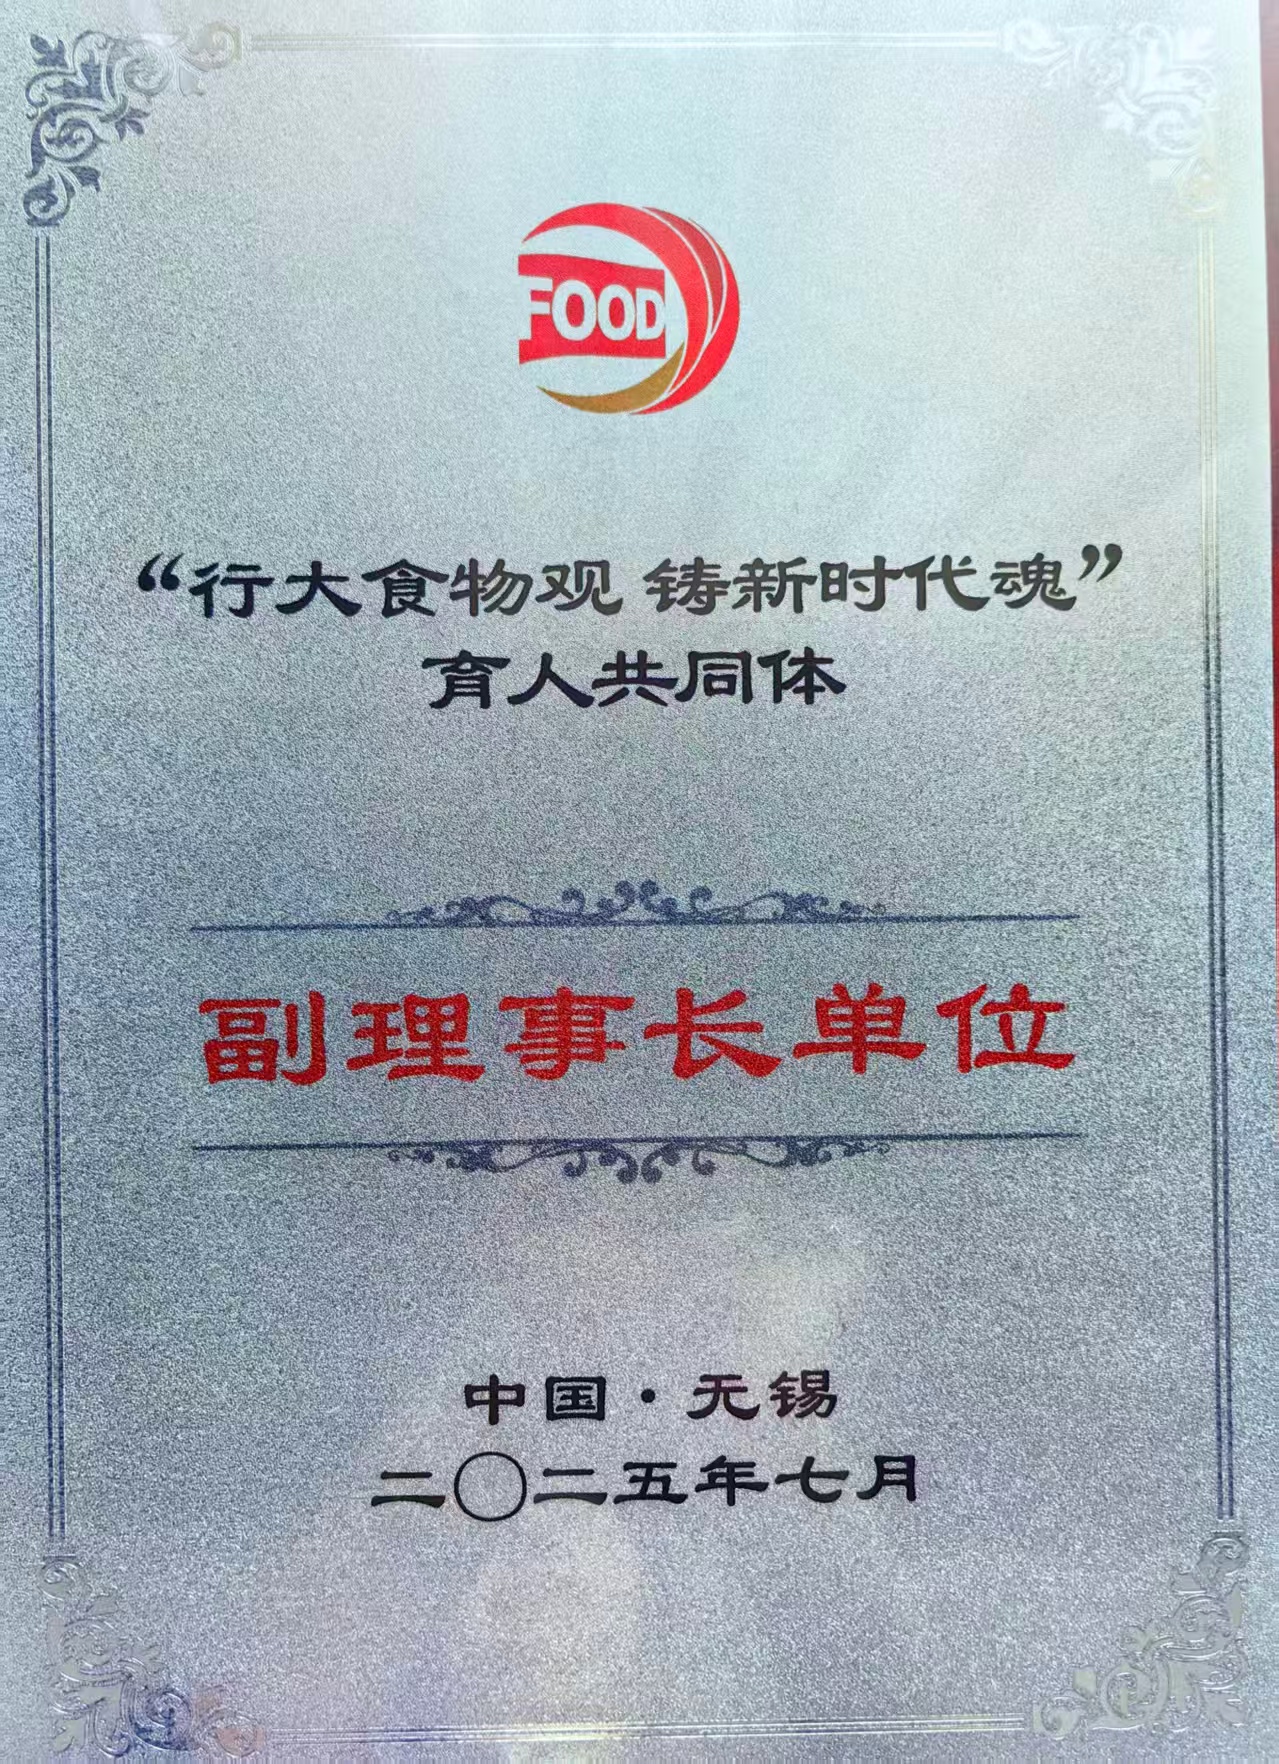 FOOD
“行大食物观 铸新时代魂”
育人共同体
副理事长单位
中国·无锡
二〇二五年七月